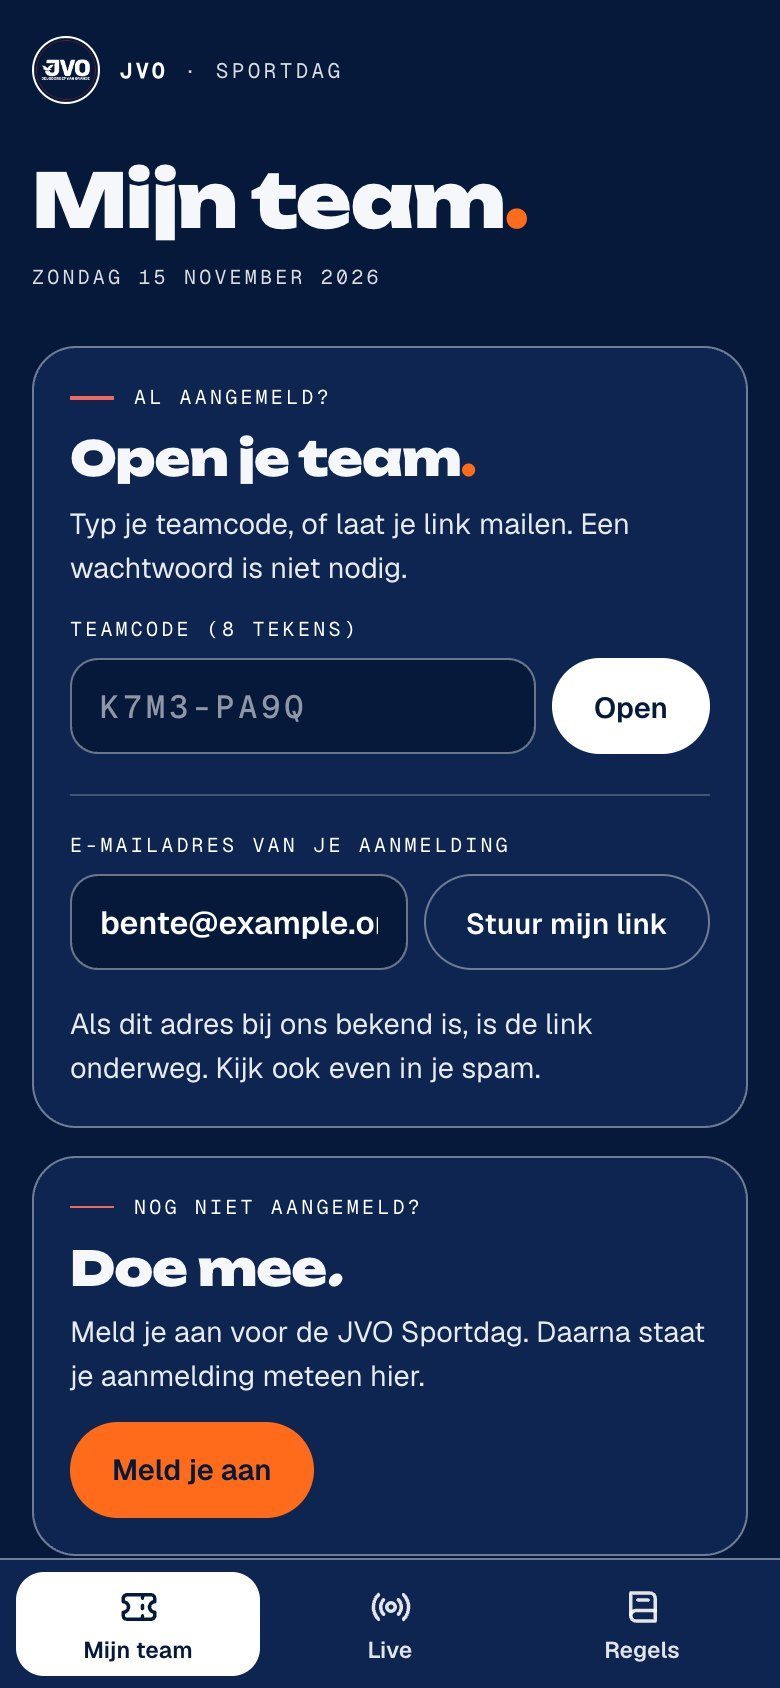 JVO
JVO · SPORTDAG
Mijn team.
ZONDAG 15 NOVEMBER 2026
AL AANGEMELD?
Open je team.
Typ je teamcode, of laat je link mailen. Een
wachtwoord is niet nodig.
TEAMCODE (8 TEKENS)
K7M3-PA9Q
Open
E-MAILADRES VAN JE AANMELDING
bente@example.o
Stuur mijn link
Als dit adres bij ons bekend is, is de link
onderweg. Kijk ook even in je spam.
NOG NIET AANGEMELD?
Doe mee.
Meld je aan voor de JVO Sportdag. Daarna staat
je aanmelding meteen hier.
Meld je aan
Mijn team
Live
Regels